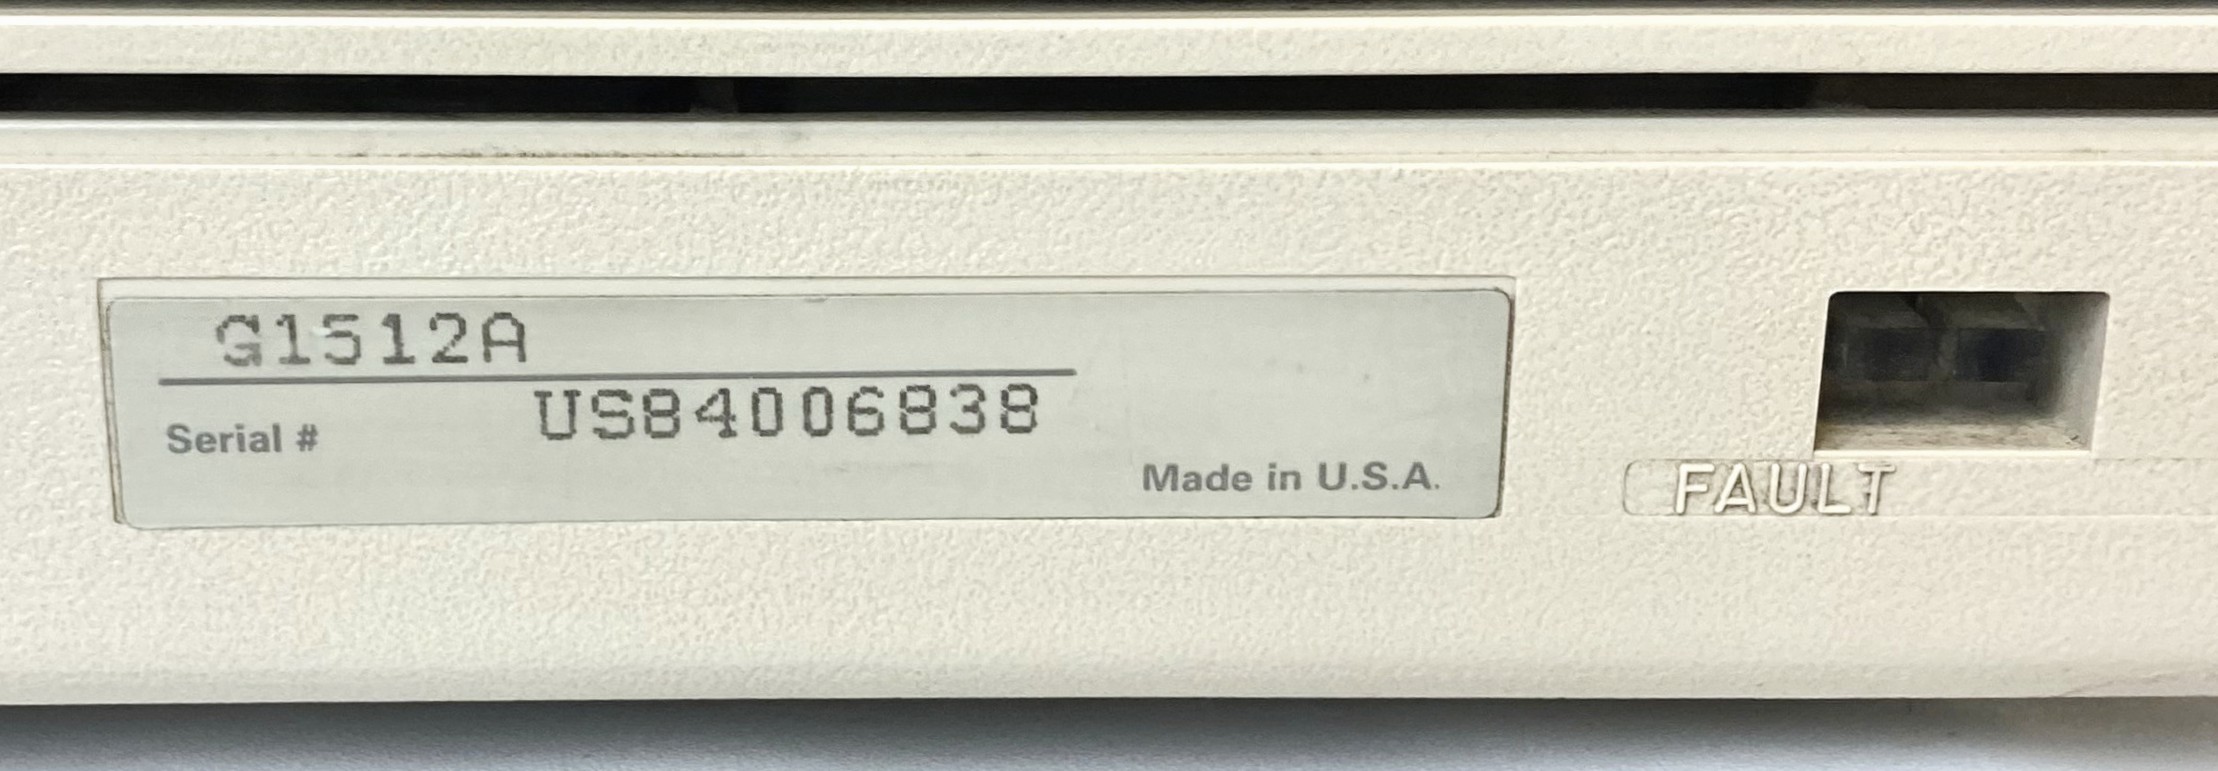 G1512A
Serial # US84006838
Made in U.S.A.
FAULT